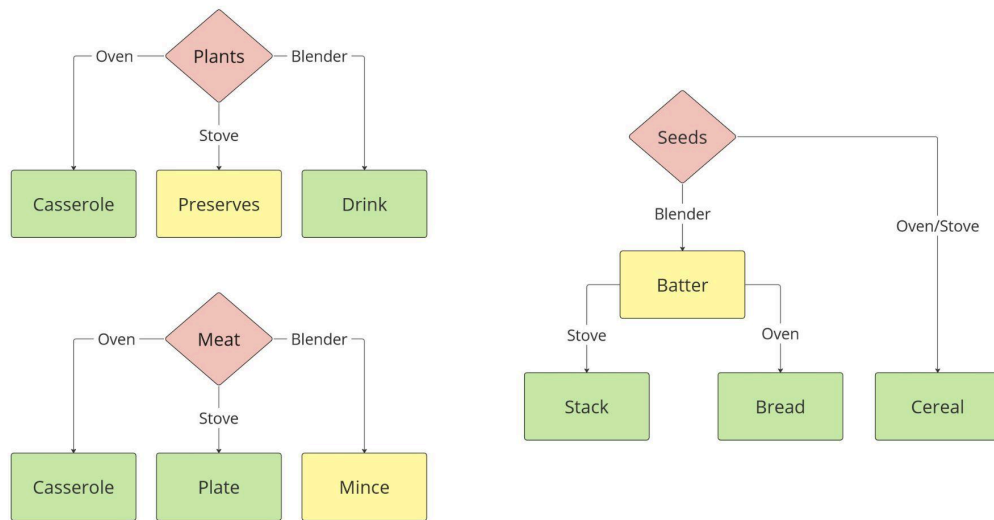 Plants
Oven
Blender
Stove
Casserole
Preserves
Drink
Meat
Oven
Blender
Stove
Casserole
Plate
Mince
Seeds
Blender
Oven/Stove
Batter
Stove
Oven
Stack
Bread
Cereal